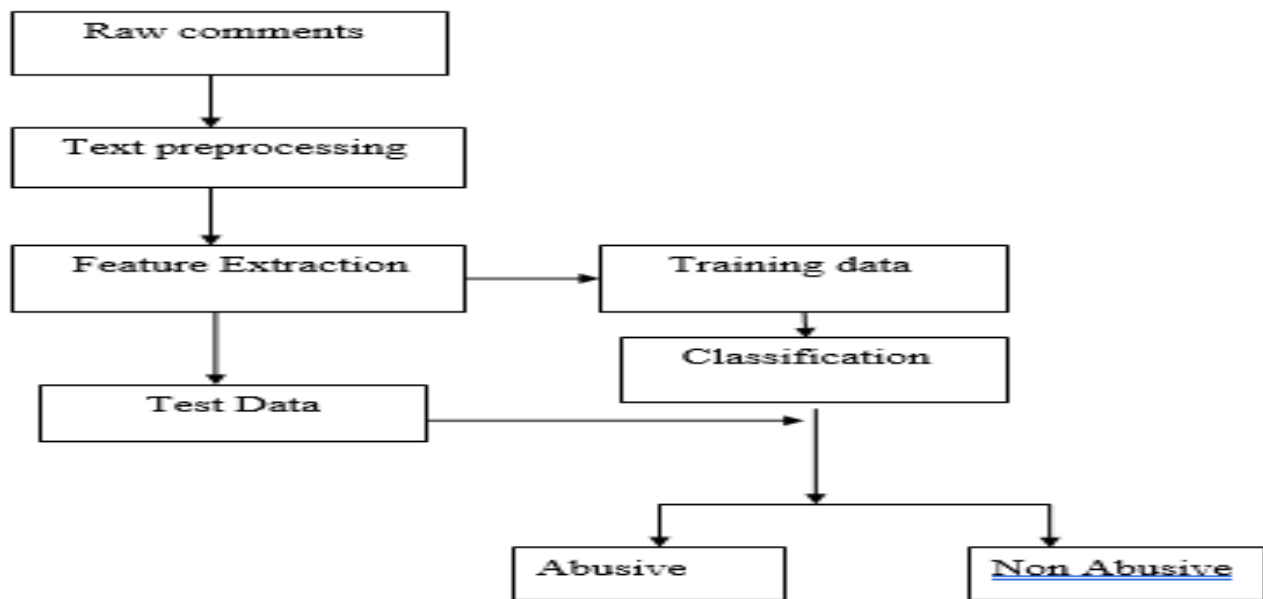 Raw comments
Text preprocessing
Feature Extraction
Training data
Classification
Test Data
Abusive
Non Abusive